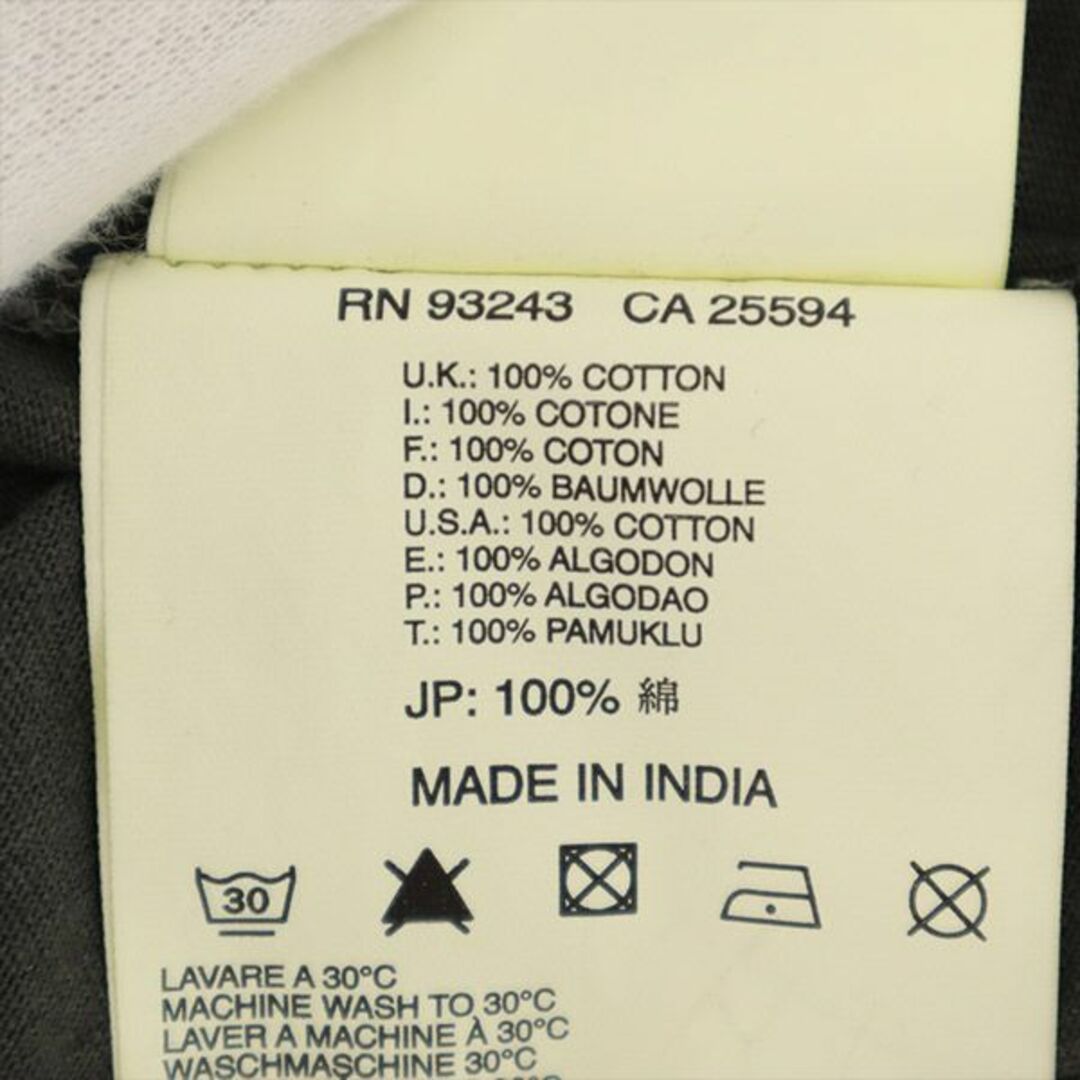 RN 93243 CA 25594
U.K.: 100% COTTON
I.: 100% COTONE
F.: 100% COTON
D.: 100% BAUMWOLLE
U.S.A.: 100% COTTON
E.: 100% ALGODON
P.: 100% ALGODAO
T.: 100% PAMUKLU
JP: 100% 綿
MADE IN INDIA
30
LAVARE A 30°C
MACHINE WASH TO 30°C
LAVER A MACHINE À 30°C
WASCHMASCHINE 30°C